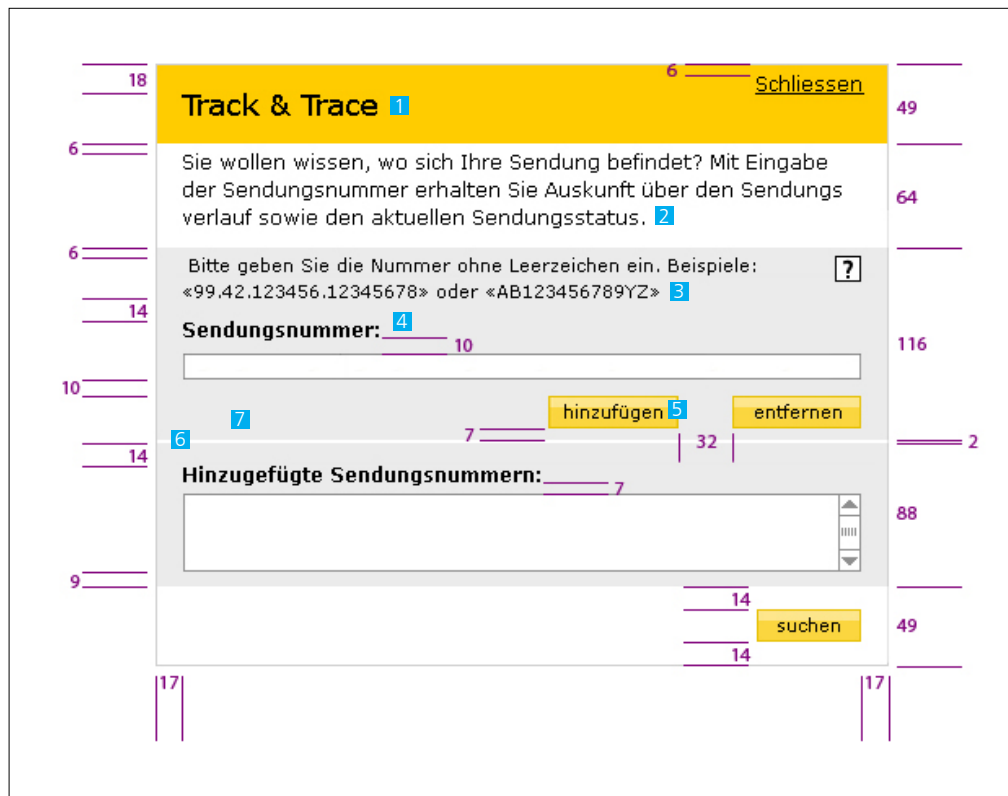 18
6
Schliessen
Track & Trace 1
49
6
Sie wollen wissen, wo sich Ihre Sendung befindet? Mit Eingabe
der Sendungsnummer erhalten Sie Auskunft über den Sendungs
verlauf sowie den aktuellen Sendungsstatus. 2
64
6
Bitte geben Sie die Nummer ohne Leerzeichen ein. Beispiele:
?
«99.42.123456.12345678» oder «AB123456789YZ» 3
14
Sendungsnummer: 4
10
116
10
hinzufügen 5
entfernen
7
7
6
32
2
14
Hinzugefügte Sendungsnummern:
7
88
9
14
suchen
49
14
17
17